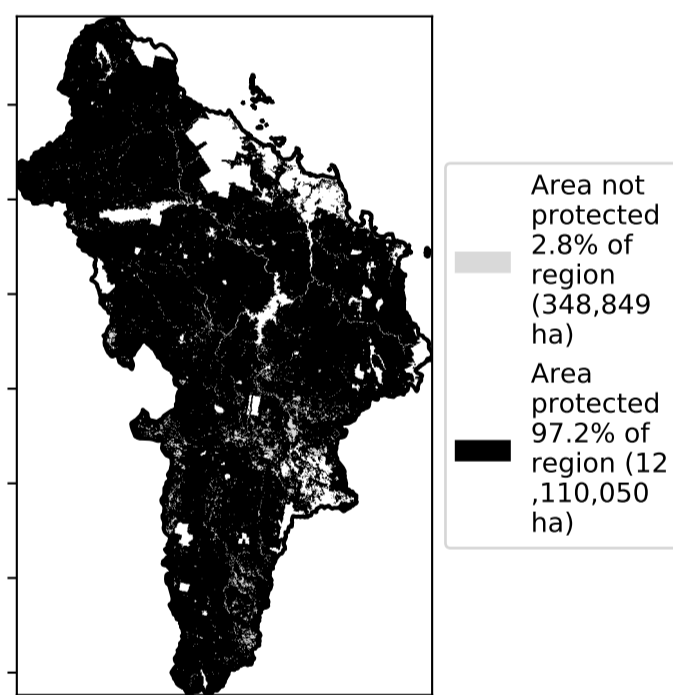 Area not
protected
2.8% of
region
(348,849
ha)
Area
protected
97.2% of
region (12
,110,050
ha)